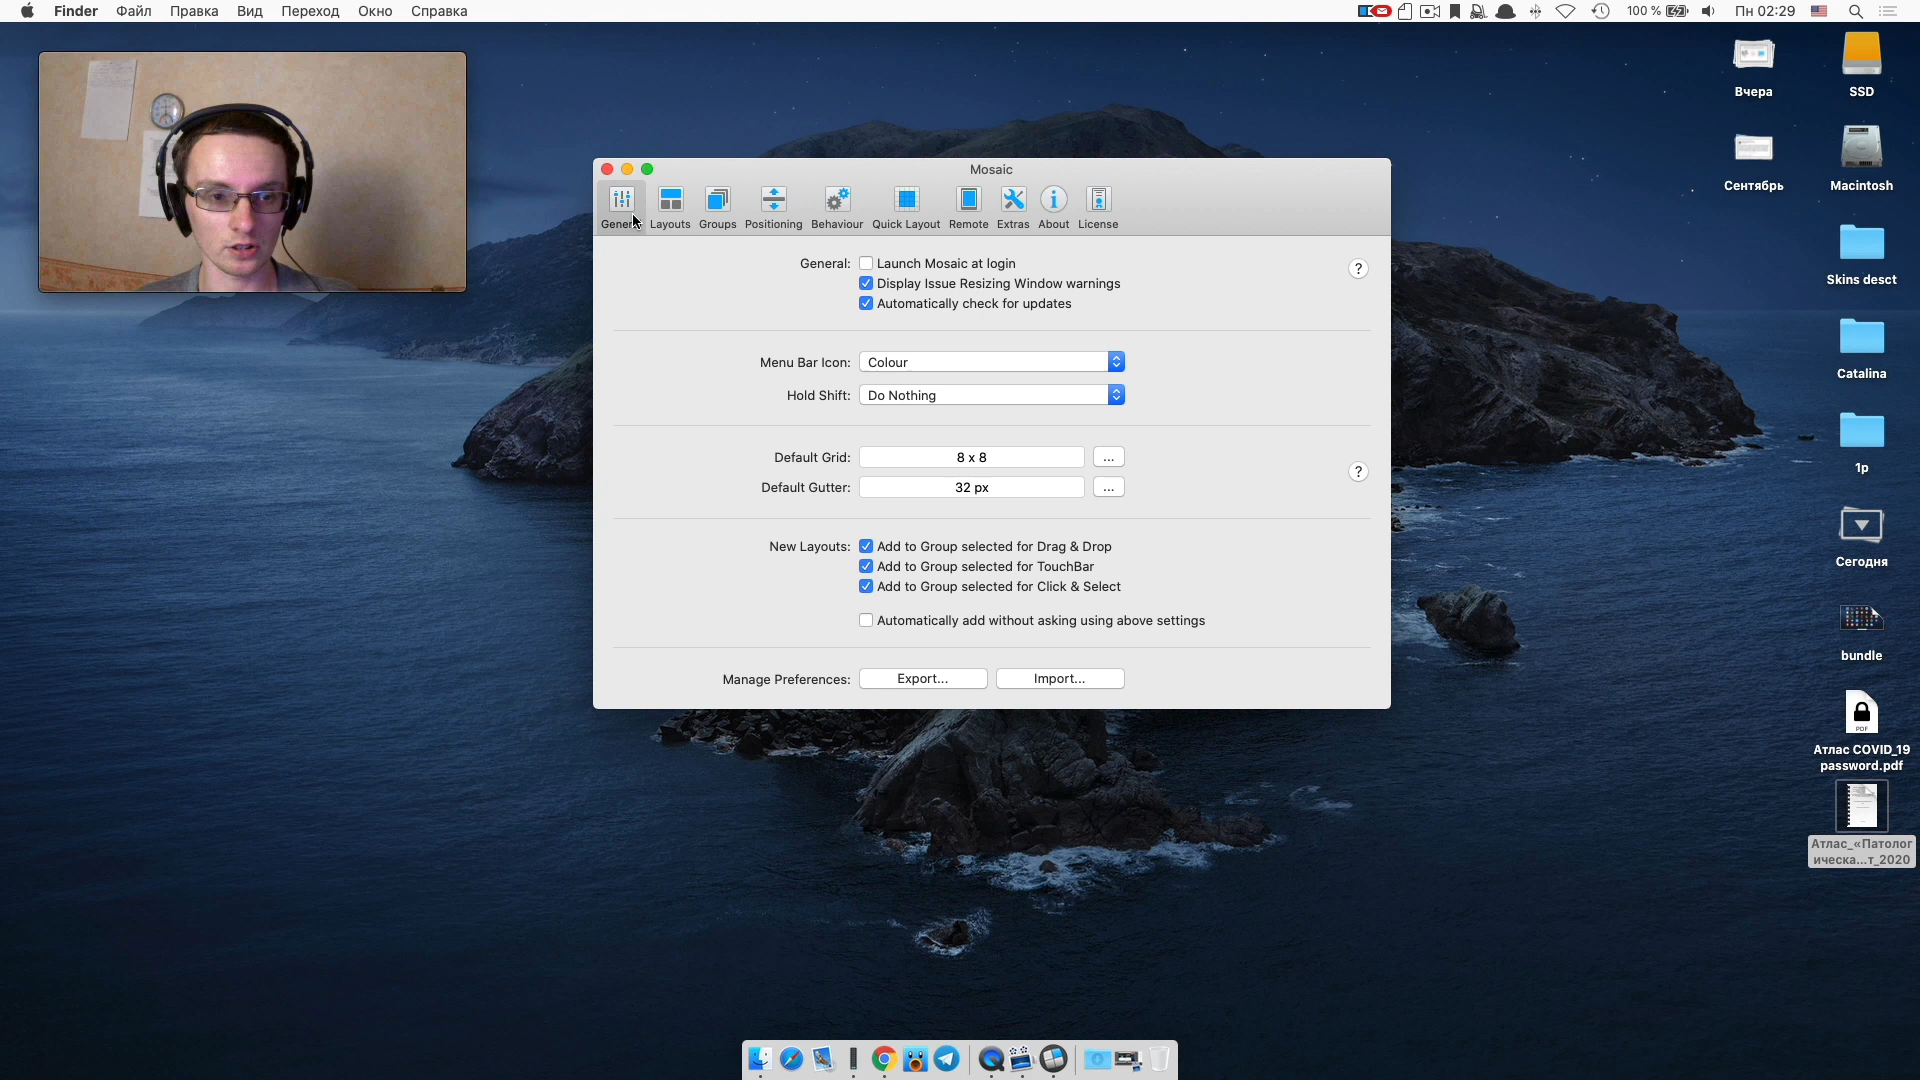 Finder Файл Правка Вид Переход Окно Справка
100 % Пн 02:29
Вчера
SSD
Сентябрь
Macintosh
Skins desct
Catalina
1p
Сегодня
bundle
PDF
Атлас COVID_19
password.pdf
Атлас_«Патолог
ическа...т_2020
Mosaic
General Layouts Groups Positioning Behaviour Quick Layout Remote Extras About License
General: Launch Mosaic at login
Display Issue Resizing Window warnings
Automatically check for updates
?
Menu Bar Icon: Colour
Hold Shift: Do Nothing
Default Grid: 8 x 8 ...
Default Gutter: 32 px ...
?
New Layouts: Add to Group selected for Drag & Drop
Add to Group selected for TouchBar
Add to Group selected for Click & Select
Automatically add without asking using above settings
Manage Preferences: Export... Import...